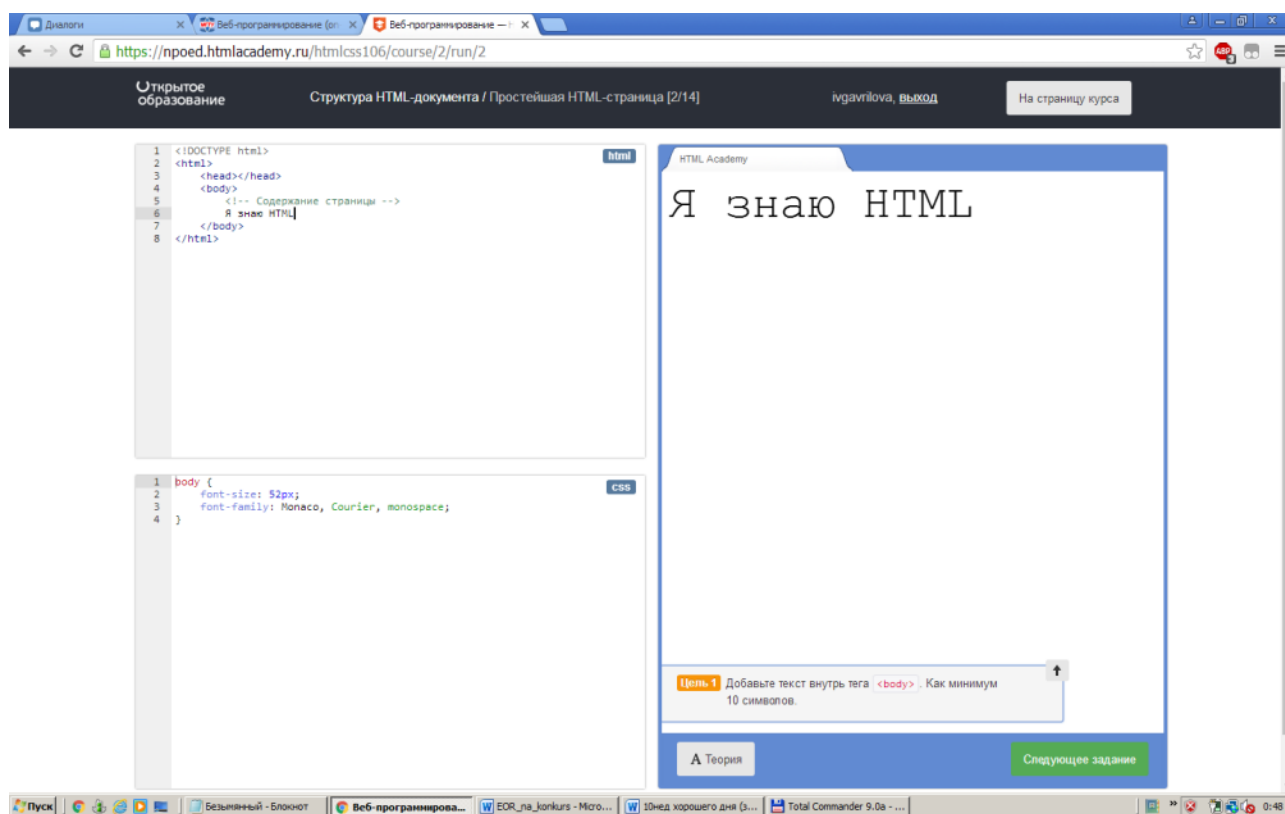 Диалоги
Веб-программирование (on
Веб-программирование —
https://npoed.htmlacademy.ru/htmlcss106/course/2/run/2
ABP
Открытое
образование
Структура HTML-документа / Простейшая HTML-страница [2/14]
ivgavrilova, выход
На страницу курса
1 <!DOCTYPE html>
2 <html>
3 <head></head>
4 <body>
5 <!-- Содержание страницы -->
6 Я знаю HTML
7 </body>
8 </html>
html
1 body {
2 font-size: 52px;
3 font-family: Monaco, Courier, monospace;
4 }
css
HTML Academy
Я знаю HTML
Цель 1 Добавьте текст внутрь тега <body>. Как минимум
10 символов.
А Теория
Следующее задание
Пуск
Безымянный - Блокнот
Веб-программирова...
EOR_na_konkurs - Micro...
10нед хорошего дня (з...
Total Commander 9.0a - ...
0:48